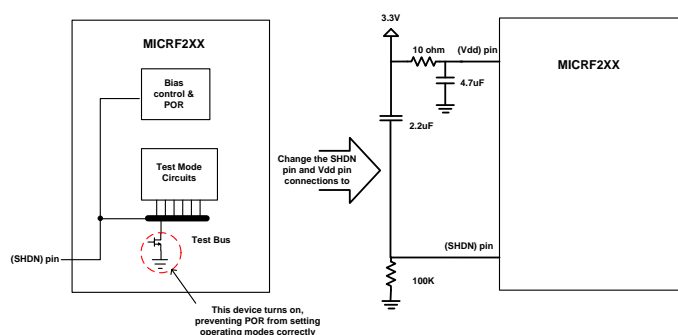 MICRF2XX
Bias
control &
POR
Test Mode
Circuits
Test Bus
(SHDN) pin
This device turns on,
preventing POR from setting
operating modes correctly
Change the SHDN
pin and Vdd pin
connections to
3.3V
10 ohm
(Vdd) pin
4.7uF
2.2uF
(SHDN) pin
100K
MICRF2XX